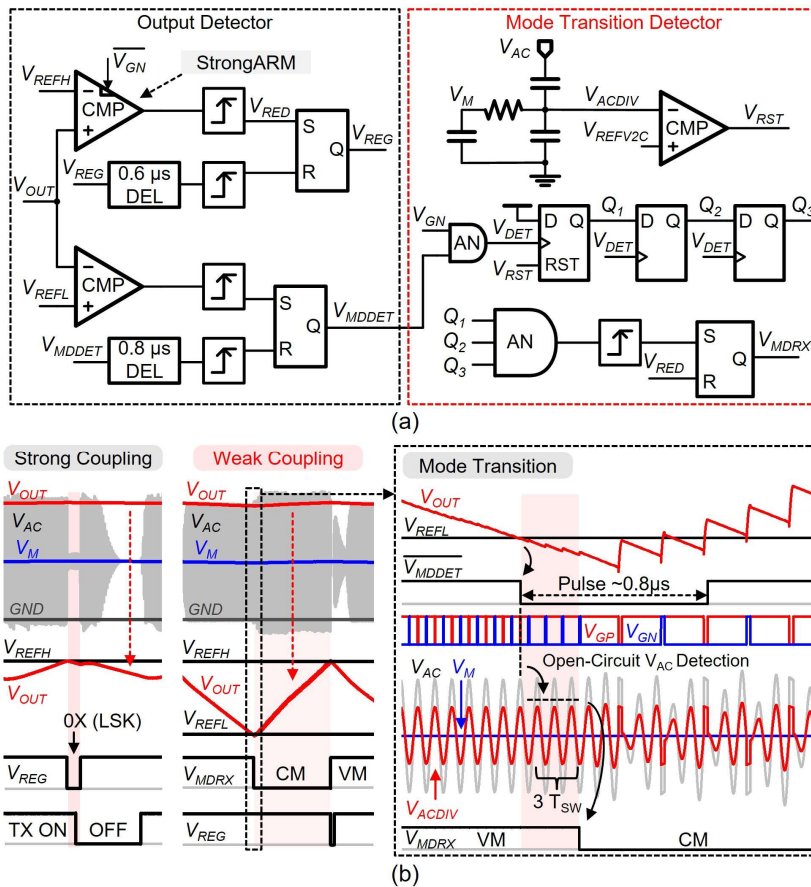 Output Detector
Mode Transition Detector
V_GN
StrongARM
V_REFH
CMP
V_RED
S
Q
R
V_REG
V_REG
0.6 μs
DEL
V_OUT
V_REFL
CMP
S
Q
R
V_MDDET
V_MDDET
0.8 μs
DEL
V_AC
V_M
V_ACDIV
V_REFV2C
CMP
V_RST
V_GN
AN
V_DET
V_RST
D Q
RST
Q_1
V_DET
D Q
Q_2
V_DET
D Q
Q_3
Q_1
Q_2
Q_3
AN
V_RED
S
Q
R
V_MDRX
(a)
Strong Coupling
V_OUT
V_AC
V_M
GND
V_REFH
V_OUT
0X (LSK)
V_REG
TX ON OFF
Weak Coupling
V_OUT
V_AC
V_M
GND
V_REFH
V_OUT
V_REFL
V_MDRX
CM VM
V_REG
Mode Transition
V_OUT
V_REFL
V_MDDET
Pulse ~0.8μs
V_GP V_GN
Open-Circuit V_AC Detection
V_AC V_M
3 T_SW
V_ACDIV
V_MDRX
VM CM
(b)